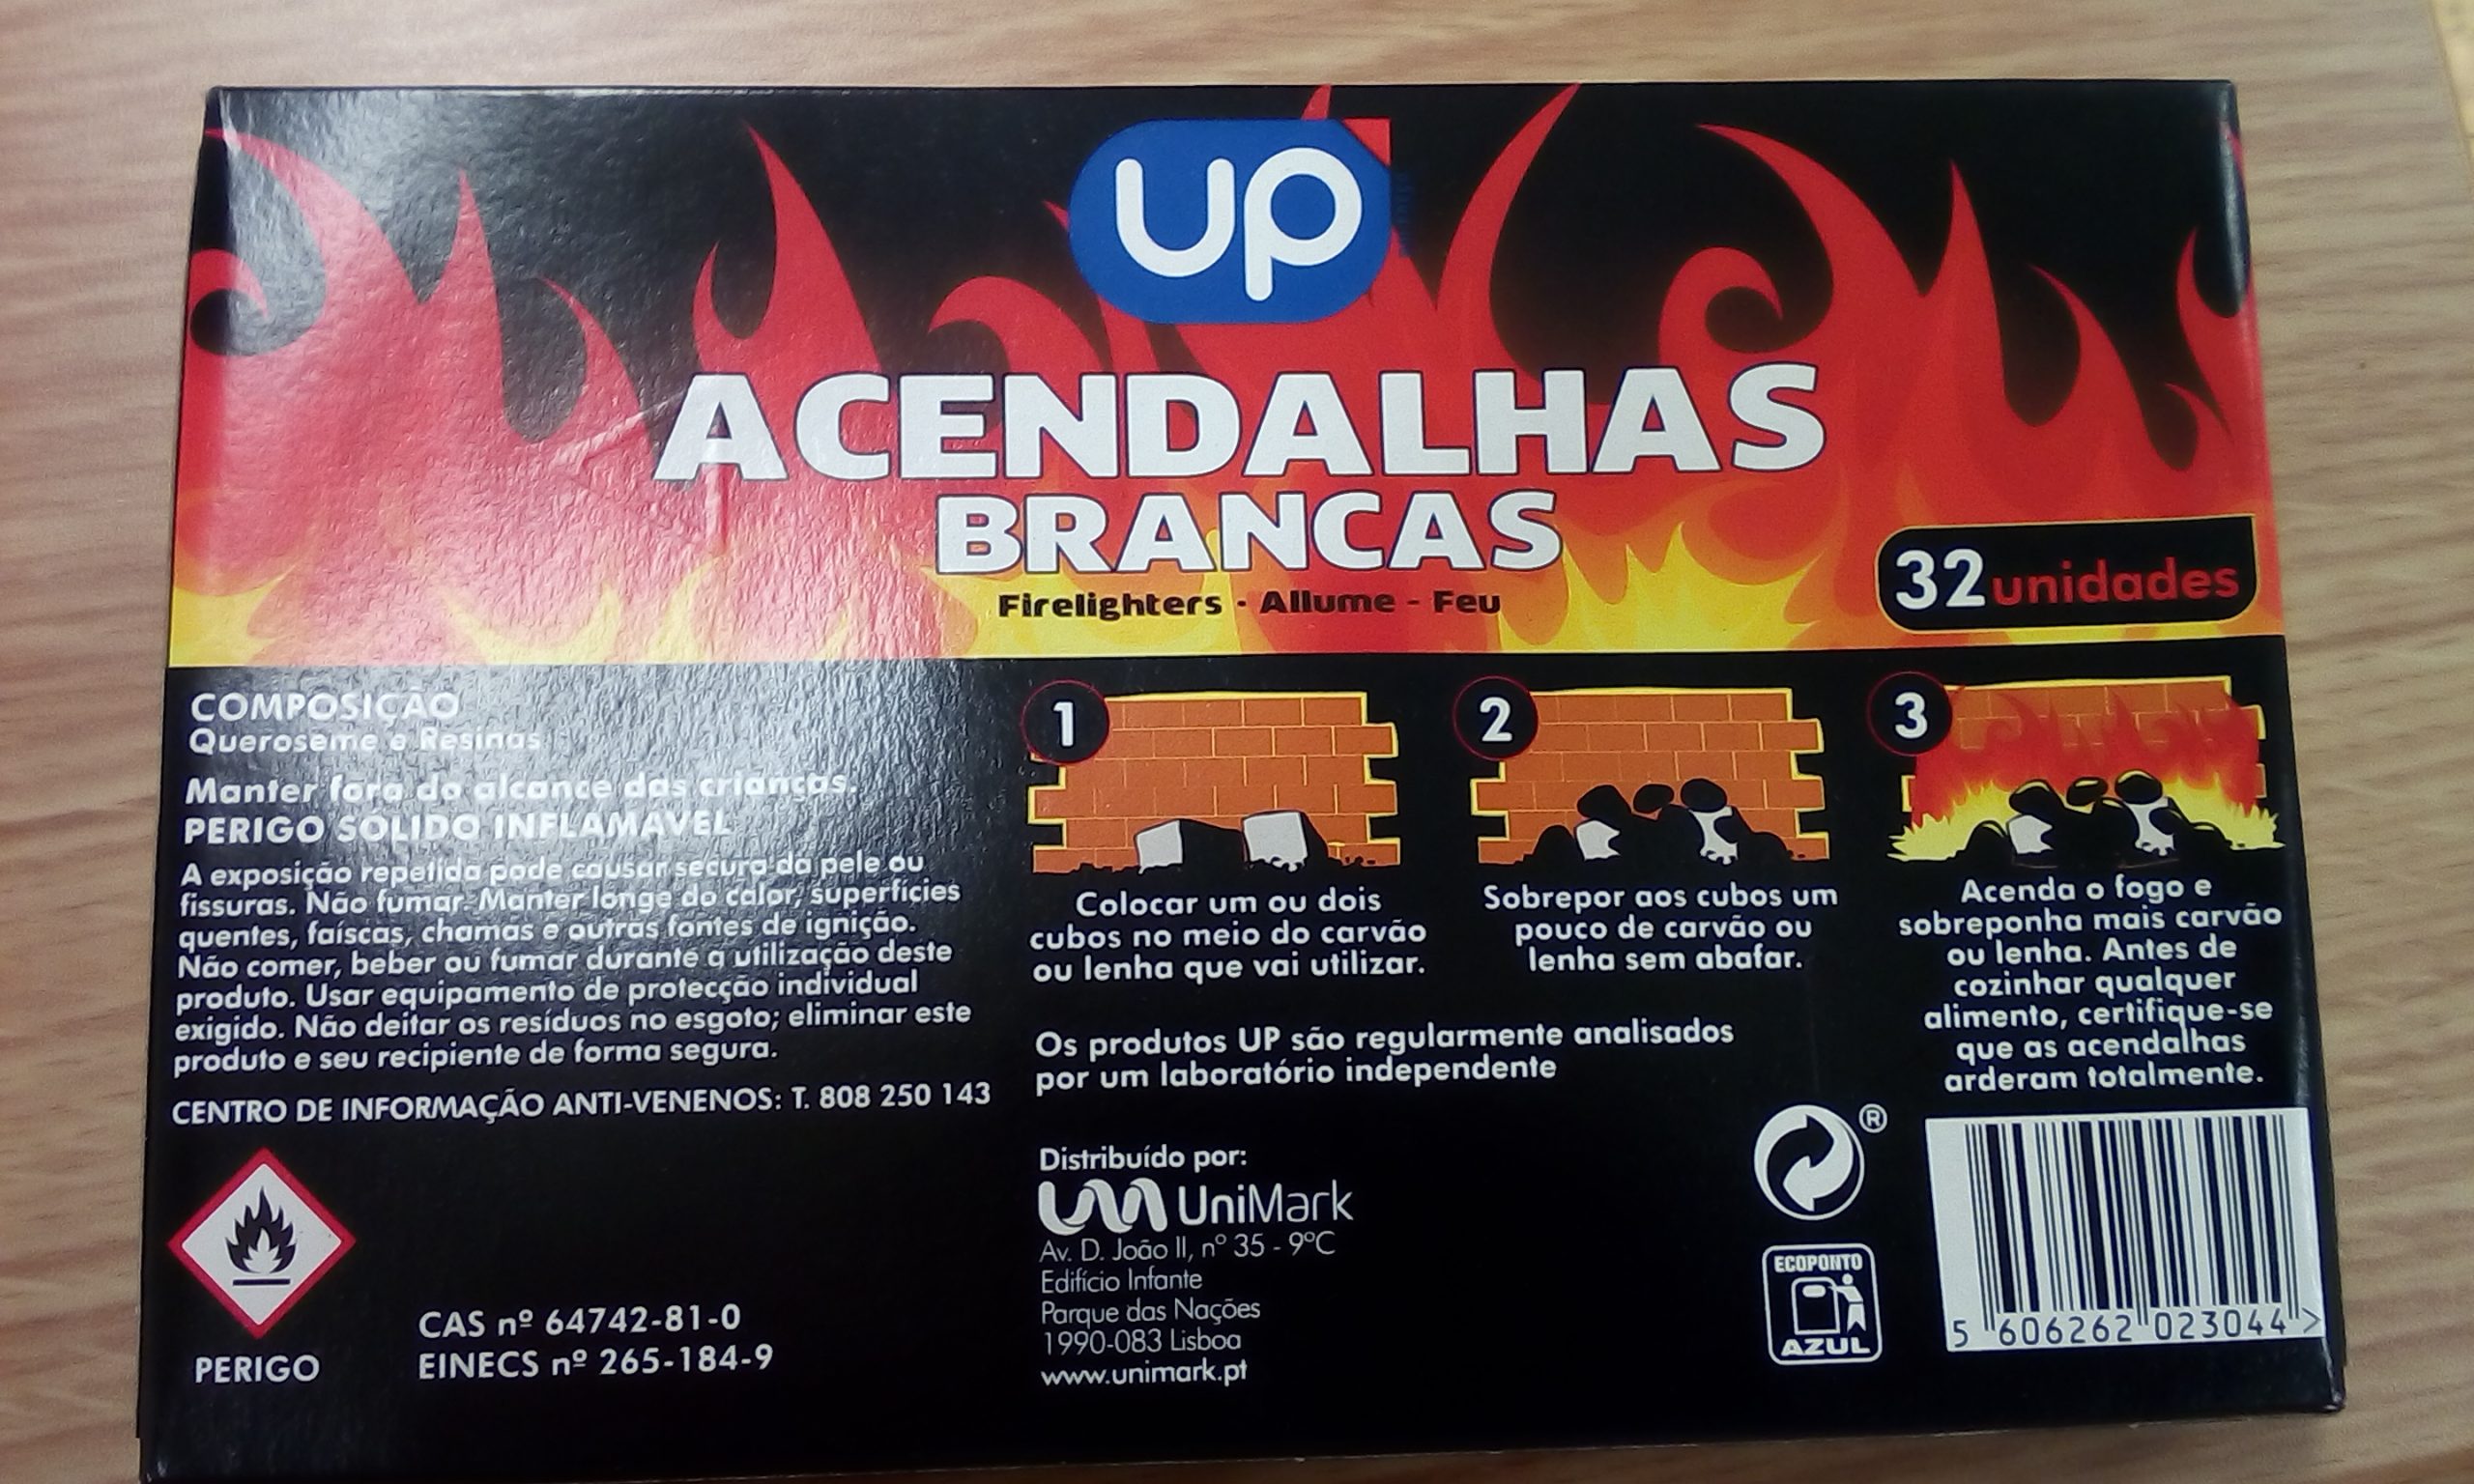 up
ACENDALHAS
BRANCAS
Firelighters · Allume - Feu
32 unidades
COMPOSIÇÃO
Queroseme e Resinas
Manter fora do alcance das crianças.
PERIGO SÓLIDO INFLAMÁVEL
A exposição repetida pode causar secura da pele ou
fissuras. Não fumar. Manter longe do calor, superfícies
quentes, faíscas, chamas e outras fontes de ignição.
Não comer, beber ou fumar durante a utilização deste
produto. Usar equipamento de protecção individual
exigido. Não deitar os resíduos no esgoto; eliminar este
produto e seu recipiente de forma segura.
CENTRO DE INFORMAÇÃO ANTI-VENENOS: T. 808 250 143
PERIGO
CAS nº 64742-81-0
EINECS nº 265-184-9
1
Colocar um ou dois
cubos no meio do carvão
ou lenha que vai utilizar.
2
Sobrepor aos cubos um
pouco de carvão ou
lenha sem abafar.
3
Acenda o fogo e
sobreponha mais carvão
ou lenha. Antes de
cozinhar qualquer
alimento, certifique-se
que as acendalhas
arderam totalmente.
Os produtos UP são regularmente analisados
por um laboratório independente
Distribuído por:
UM UniMark
Av. D. João II, nº 35 - 9ºC
Edifício Infante
Parque das Nações
1990-083 Lisboa
www.unimark.pt
®
ECOPONTO
AZUL
5 606262 023044 >